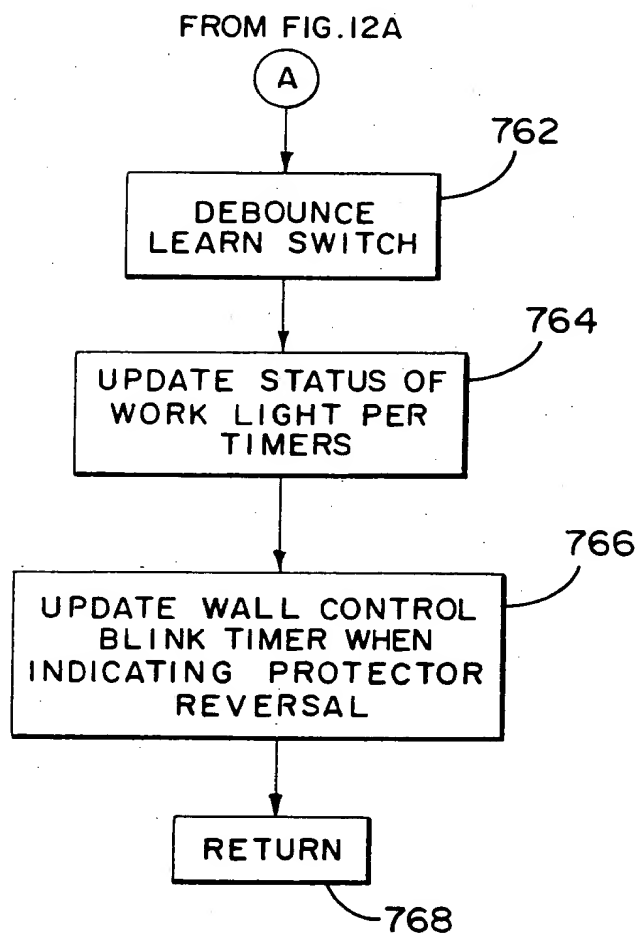 FROM FIG.12A
A
762
DEBOUNCE
LEARN SWITCH
764
UPDATE STATUS OF
WORK LIGHT PER
TIMERS
766
UPDATE WALL CONTROL
BLINK TIMER WHEN
INDICATING PROTECTOR
REVERSAL
RETURN
768